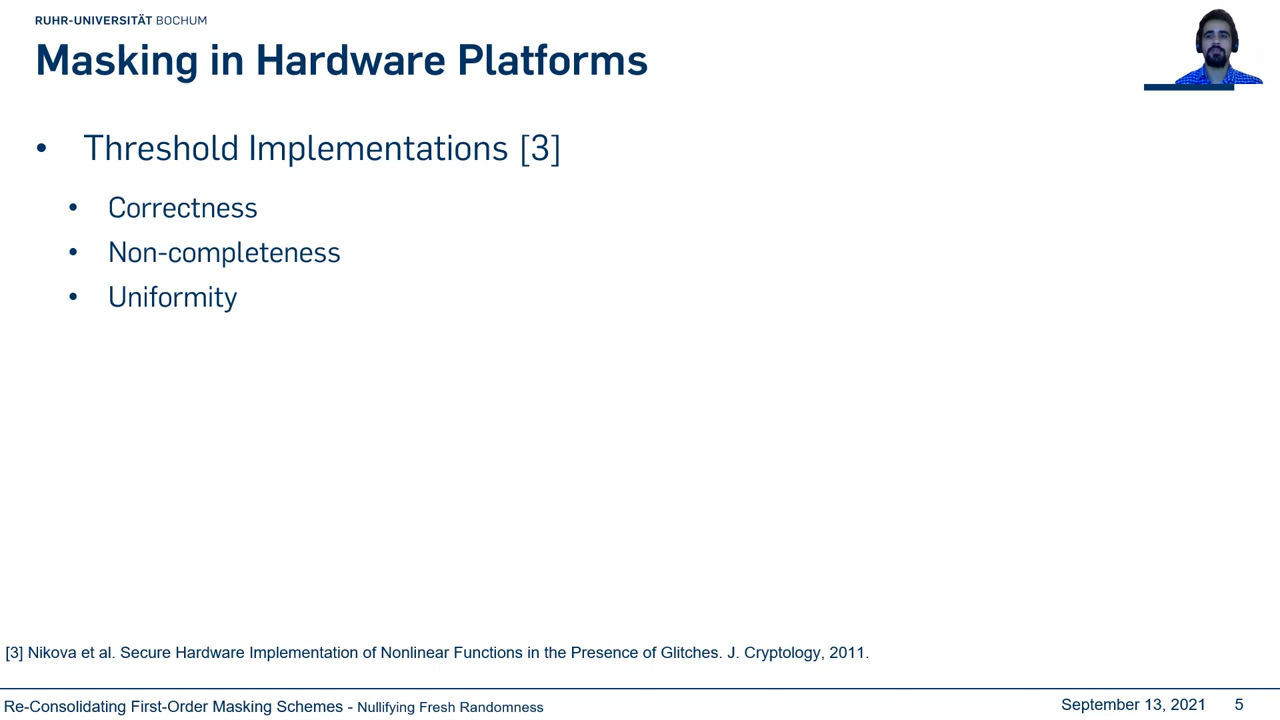 RUHR-UNIVERSITÄT BOCHUM
Masking in Hardware Platforms
• Threshold Implementations [3]
• Correctness
• Non-completeness
• Uniformity
[3] Nikova et al. Secure Hardware Implementation of Nonlinear Functions in the Presence of Glitches. J. Cryptology, 2011.
Re-Consolidating First-Order Masking Schemes - Nullifying Fresh Randomness
September 13, 2021 5